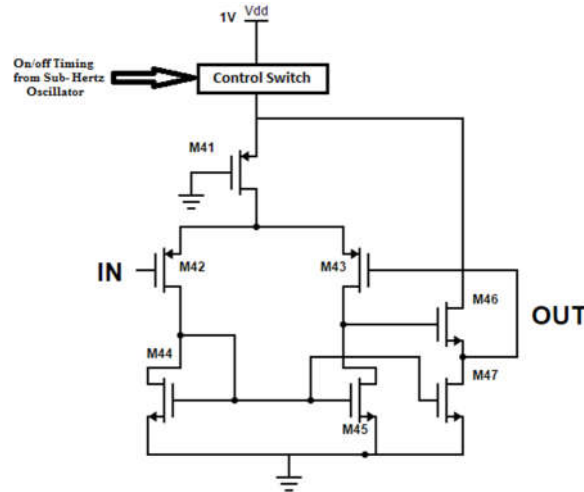 1V Vdd
On/off Timing
from Sub- Hertz
Oscillator
Control Switch
M41
IN
M42
M43
M46
OUT
M44
M45
M47